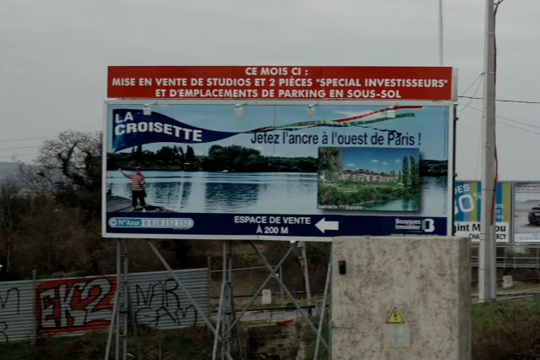 CE MOIS CI :
MISE EN VENTE DE STUDIOS ET 2 PIÈCES "SPECIAL INVESTISSEURS"
ET D'EMPLACEMENTS DE PARKING EN SOUS-SOL
LA
CROISETTE
Jetez l'ancre à l'ouest de Paris !
N° Azur
ESPACE DE VENTE
À 200 M
Bouygues
Immobilier
EK2